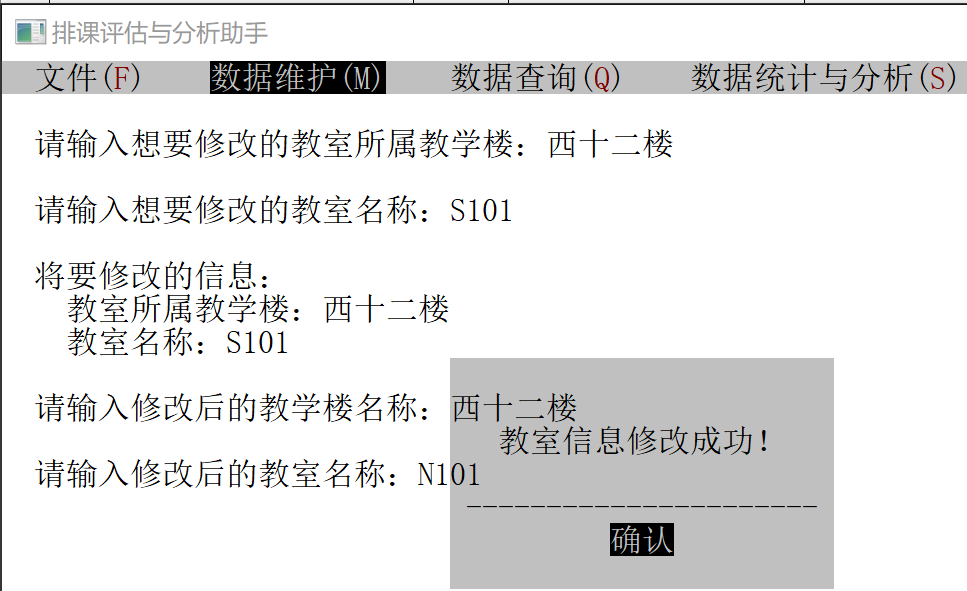 排课评估与分析助手
文件(F) 数据维护(M) 数据查询(Q) 数据统计与分析(S)
请输入想要修改的教室所属教学楼：西十二楼
请输入想要修改的教室名称：S101
将要修改的信息：
教室所属教学楼：西十二楼
教室名称：S101
请输入修改后的教学楼名称：西十二楼
教室信息修改成功！
请输入修改后的教室名称：N101
----------------------
确认